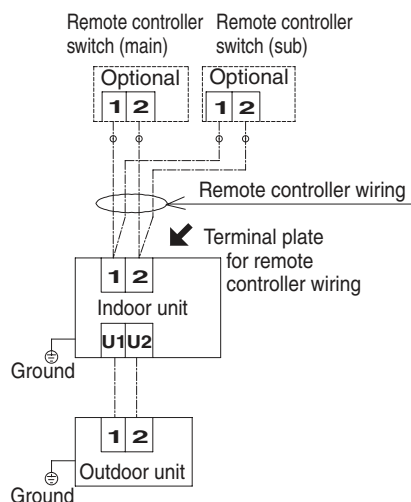 Remote controller
switch (main)
Remote controller
switch (sub)
Optional
1 2
Optional
1 2
Remote controller wiring
Terminal plate
for remote
controller wiring
1 2
Indoor unit
U1 U2
Ground
1 2
Outdoor unit
Ground